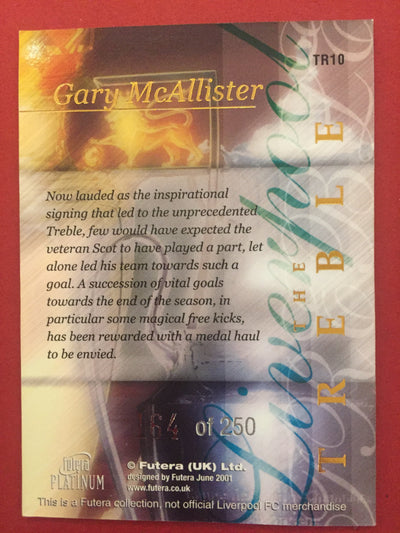 TR10
Gary McAllister
Now lauded as the inspirational
signing that led to the unprecedented
Treble, few would have expected the
veteran Scot to have played a part, let
alone led his team towards such a
goal. A succession of vital goals
towards the end of the season, in
particular some magical free kicks,
has been rewarded with a medal haul
to be envied.
Liverpool
THE
TREBLE
164 of 250
futera
PLATINUM
© Futera (UK) Ltd.
designed by Futera June 2001
www.futera.co.uk
This is a Futera collection, not official Liverpool FC merchandise